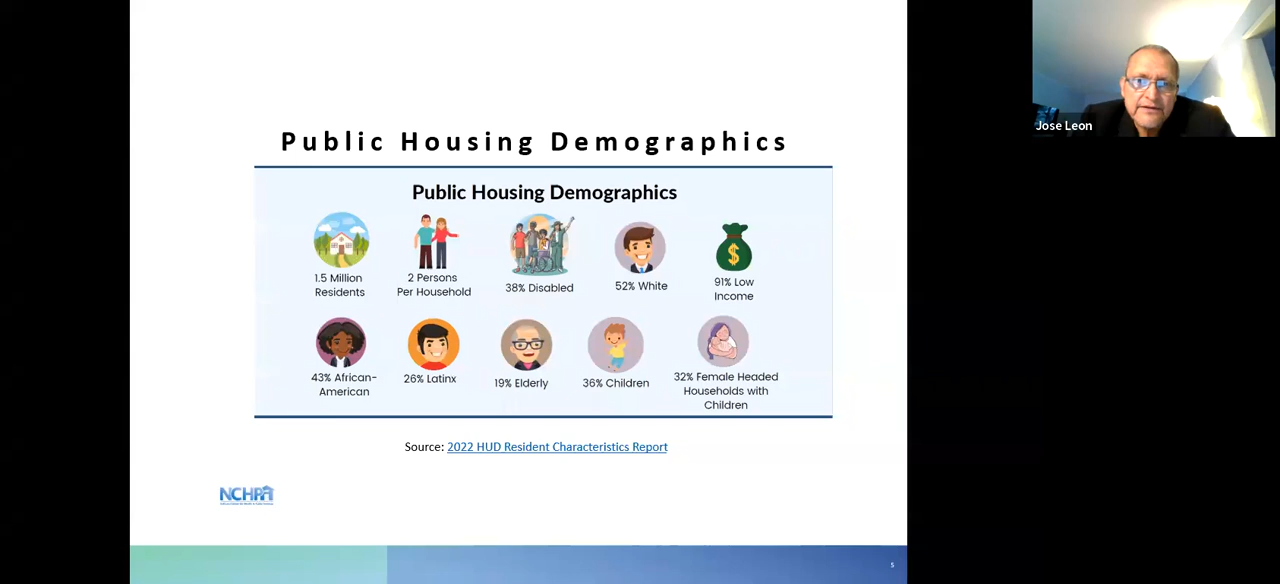 Public Housing Demographics
Public Housing Demographics
1.5 Million
Residents
2 Persons
Per Household
38% Disabled
52% White
91% Low
Income
43% African-
American
26% Latinx
19% Elderly
36% Children
32% Female Headed
Households with
Children
Source: 2022 HUD Resident Characteristics Report
NCHPH
5
Jose Leon